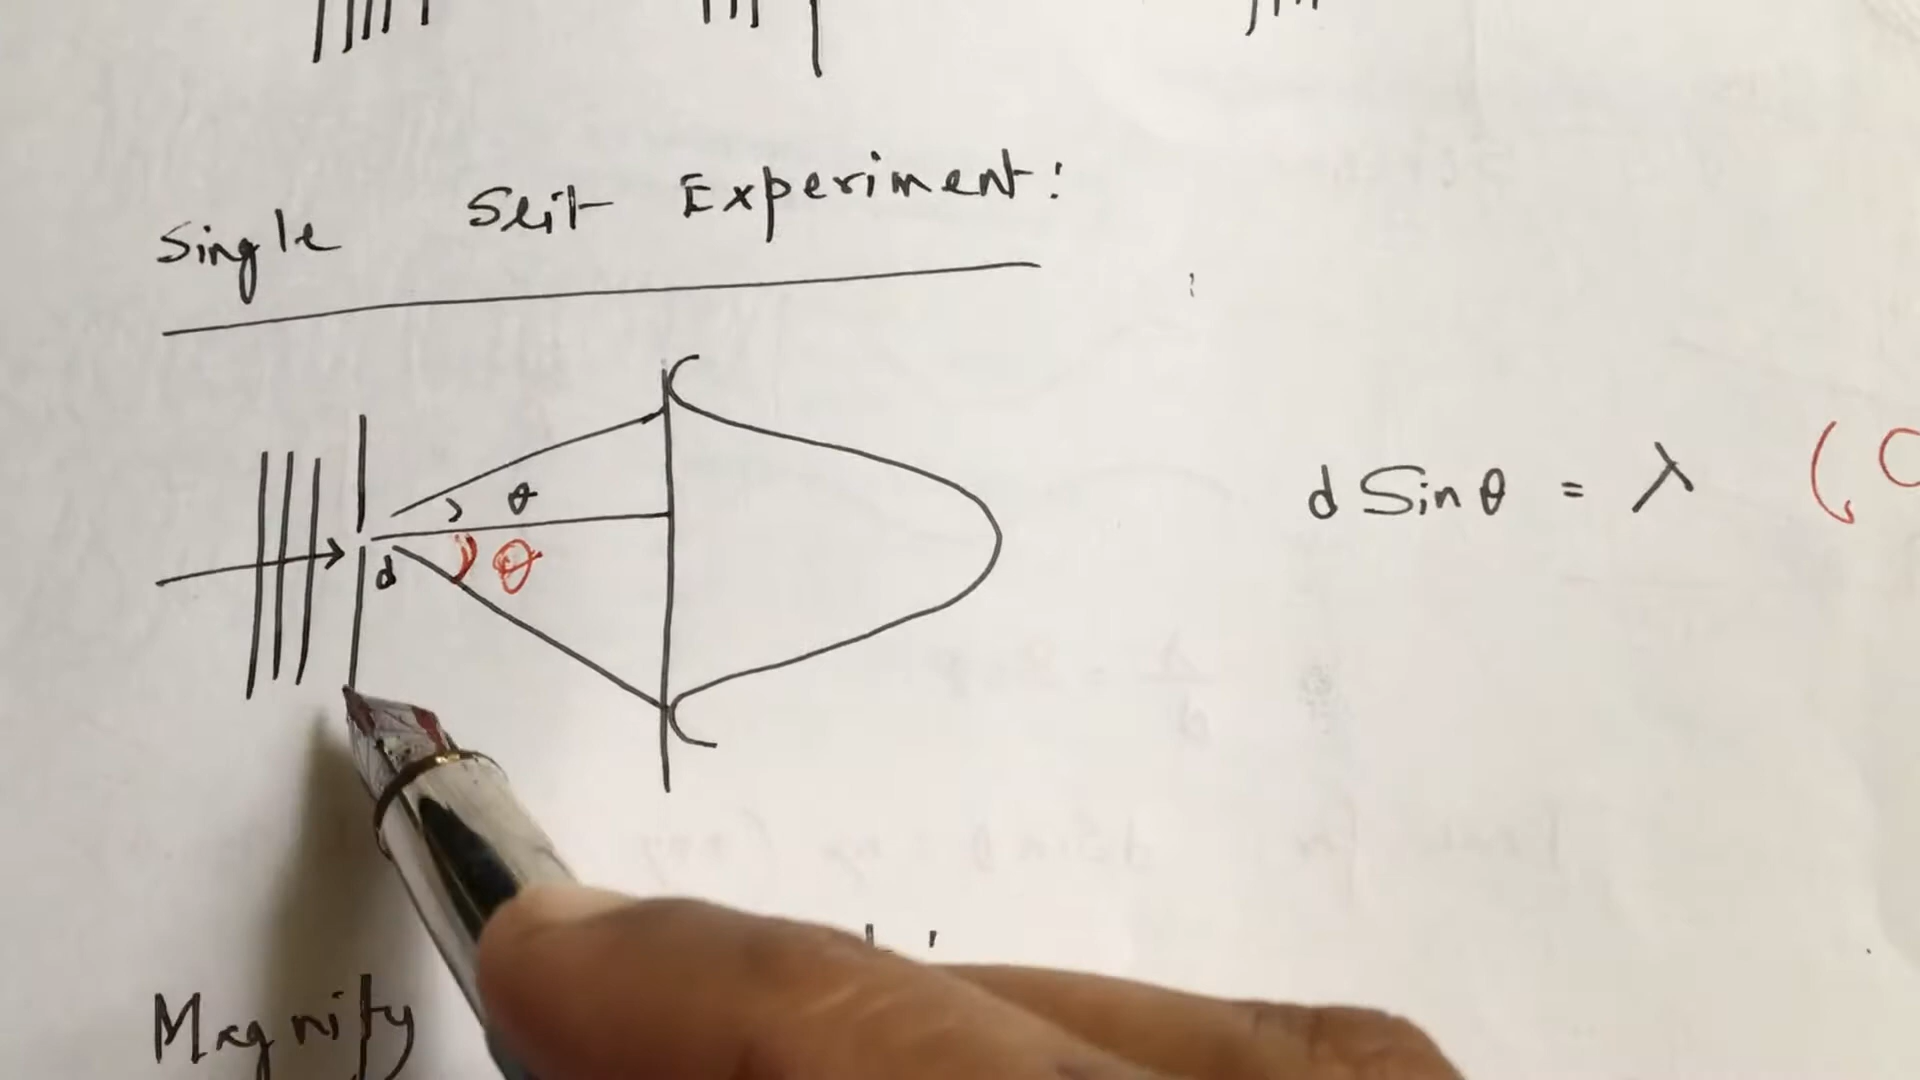 Single Slit Experiment:
θ
d θ
d Sin θ = λ (
Magnify